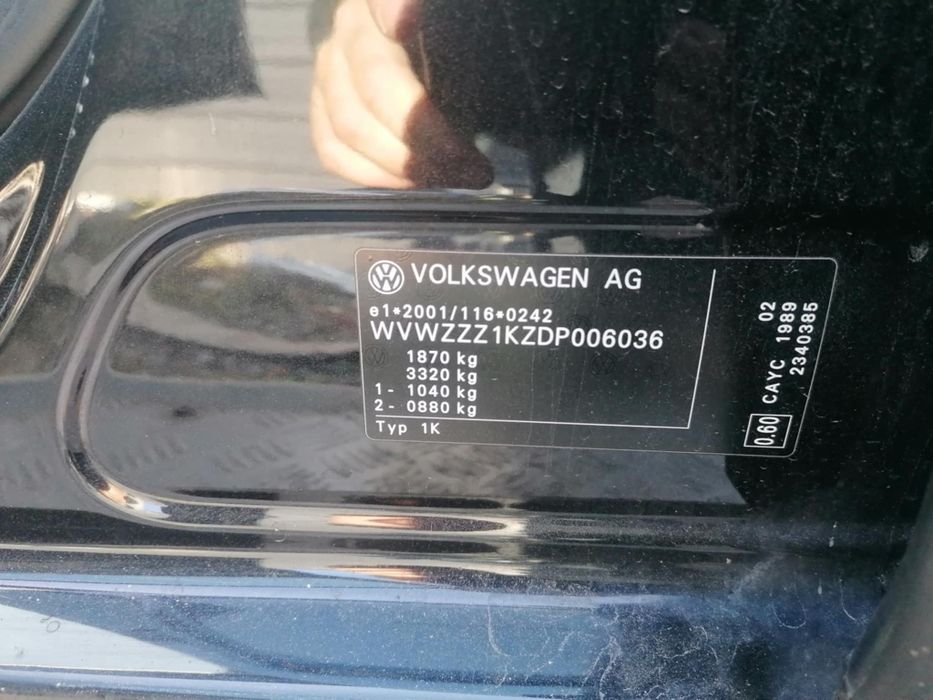 VOLKSWAGEN AG
e1*2001/116*0242
WVWZZZ1KZDP006036
1870 kg
3320 kg
1 - 1040 kg
2 - 0880 kg
Typ 1K
0.60 CAYC 1989 02
2340385